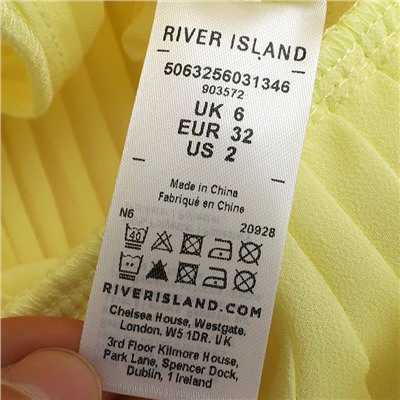 RIVER ISLAND
5063256031346
903572
UK 6
EUR 32
US 2
Made in China
Fabriqué en Chine
N6 20928
40
RIVERISLAND.COM
Chelsea House, Westgate.
London. W5 1DR. UK
3rd Floor Kilmore House,
Park Lane, Spencer Dock,
Dublin, 1 Ireland